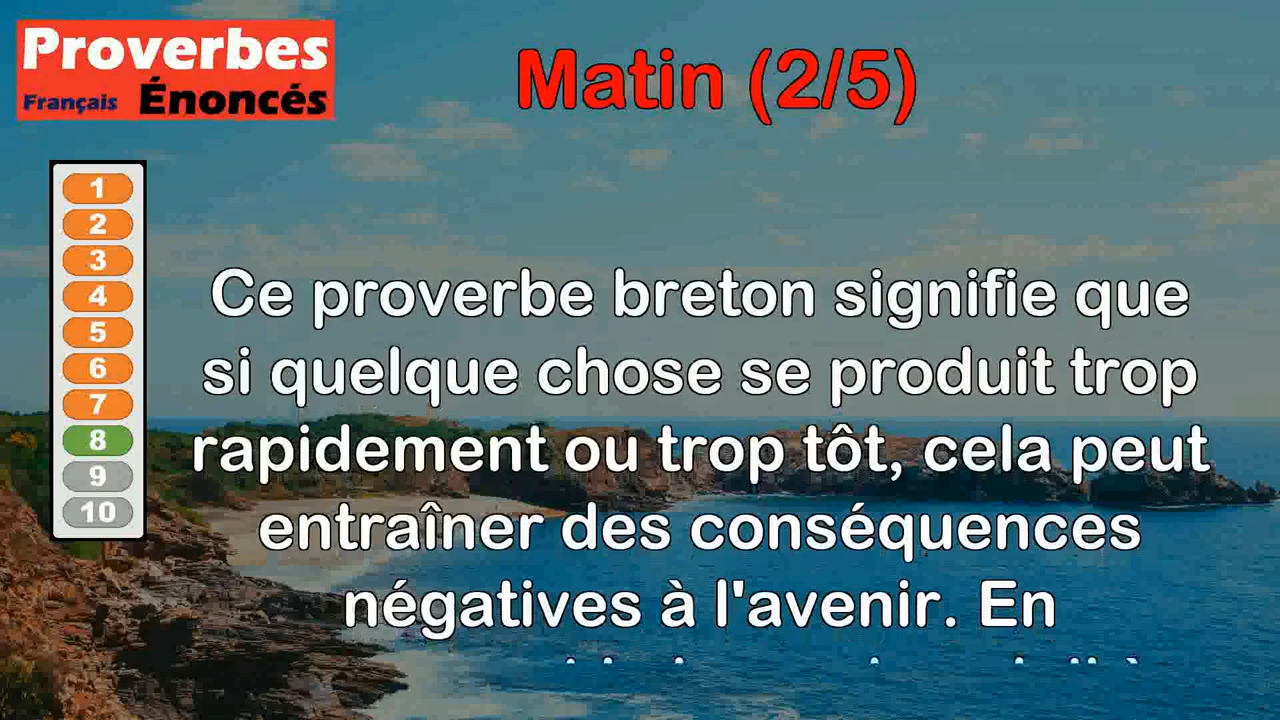 Proverbes
Français Énoncés
Matin (2/5)
1
2
3
4
5
6
7
8
9
10
Ce proverbe breton signifie que
si quelque chose se produit trop
rapidement ou trop tôt, cela peut
entraîner des conséquences
négatives à l'avenir. En